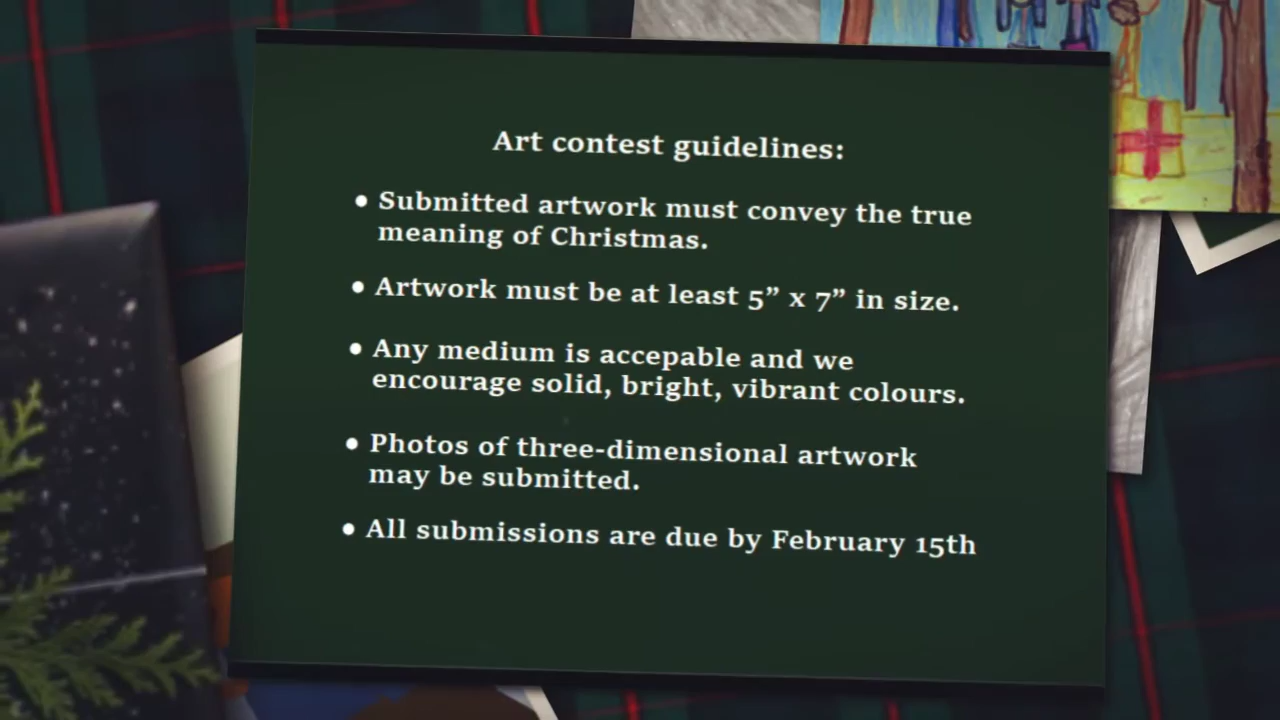 Art contest guidelines:
• Submitted artwork must convey the true
meaning of Christmas.
• Artwork must be at least 5” x 7” in size.
• Any medium is accepable and we
encourage solid, bright, vibrant colours.
• Photos of three-dimensional artwork
may be submitted.
• All submissions are due by February 15th